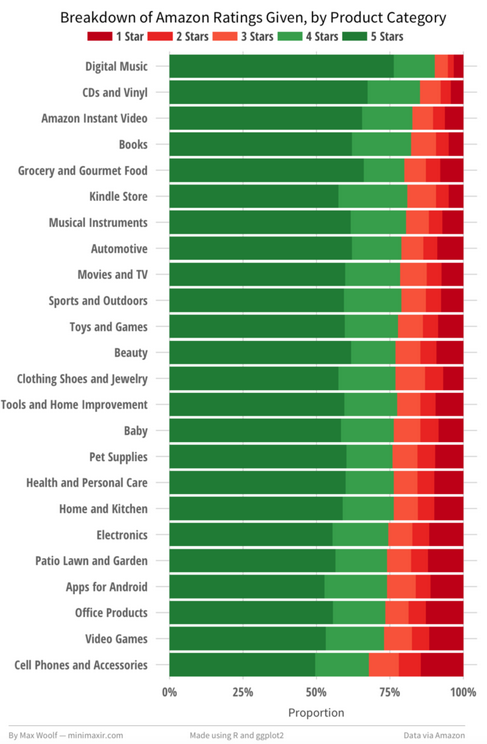 Breakdown of Amazon Ratings Given, by Product Category
1 Star 2 Stars 3 Stars 4 Stars 5 Stars
Digital Music
CDs and Vinyl
Amazon Instant Video
Books
Grocery and Gourmet Food
Kindle Store
Musical Instruments
Automotive
Movies and TV
Sports and Outdoors
Toys and Games
Beauty
Clothing Shoes and Jewelry
Tools and Home Improvement
Baby
Pet Supplies
Health and Personal Care
Home and Kitchen
Electronics
Patio Lawn and Garden
Apps for Android
Office Products
Video Games
Cell Phones and Accessories
0% 25% 50% 75% 100%
Proportion
By Max Woolf — minimaxir.com Made using R and ggplot2 Data via Amazon